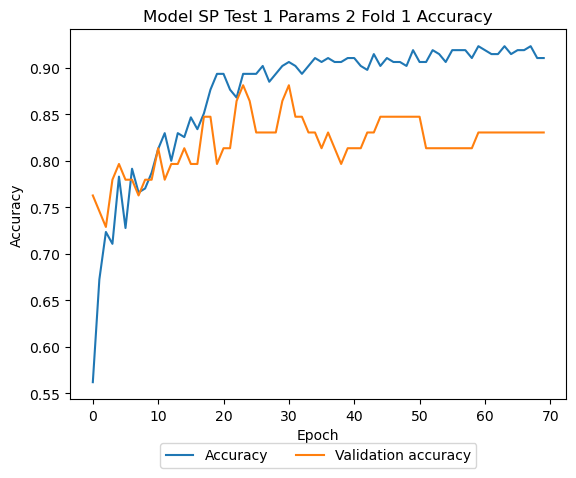 Model SP Test 1 Params 2 Fold 1 Accuracy
Accuracy
0.90
0.85
0.80
0.75
0.70
0.65
0.60
0.55
0 10 20 30 40 50 60 70
Epoch
Accuracy Validation accuracy